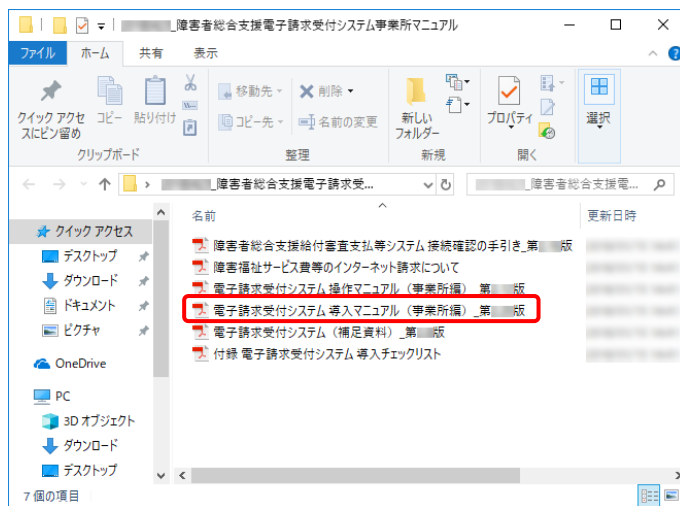 _障害者総合支援電子請求受付システム事業所マニュアル
ファイル ホーム 共有 表示
クイック アクセスにピン留め
コピー
貼り付け
移動先
コピー先
削除
名前の変更
新しいフォルダー
プロパティ
選択
クリップボード 整理 新規 開く
_障害者総合支援電子請求受... _障害者総合支援電...
名前 更新日時
クイック アクセス
デスクトップ
ダウンロード
ドキュメント
ピクチャ
OneDrive
PC
3D オブジェクト
ダウンロード
デスクトップ
障害者総合支援給付審査支払等システム 接続確認の手引き_第 版
障害福祉サービス費等のインターネット請求について
電子請求受付システム 操作マニュアル（事業所編）_第 版
電子請求受付システム 導入マニュアル（事業所編）_第 版
電子請求受付システム（補足資料）_第 版
付録 電子請求受付システム 導入チェックリスト
7 個の項目